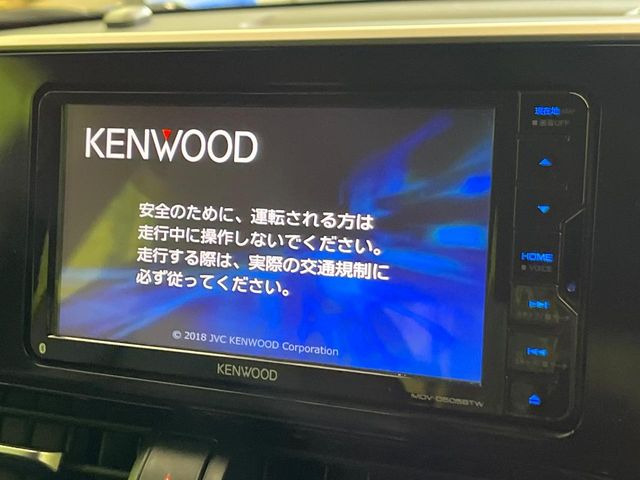 KENWOOD
安全のために、運転される方は
走行中に操作しないでください。
走行する際は、実際の交通規制に
必ず従ってください。
© 2018 JVC KENWOOD Corporation
KENWOOD
MDV-D505BTW
現在地
OFF
HOME
VOICE